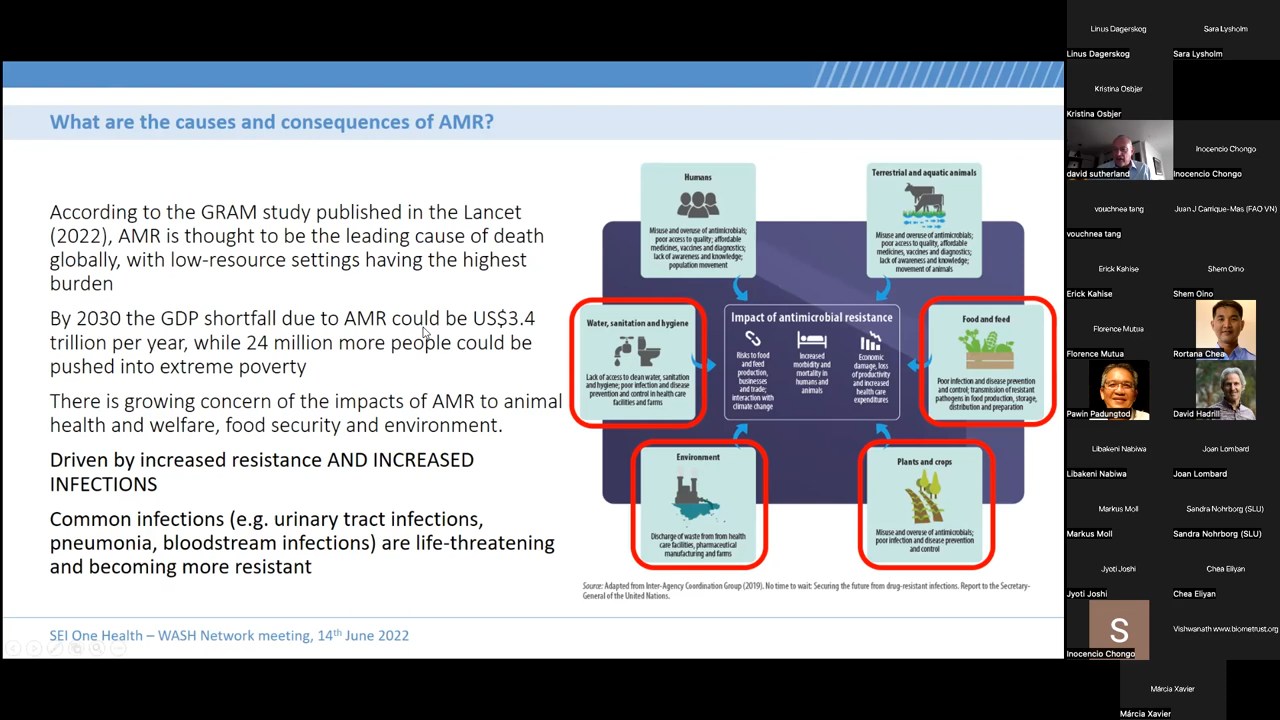 What are the causes and consequences of AMR?
According to the GRAM study published in the Lancet
(2022), AMR is thought to be the leading cause of death
globally, with low-resource settings having the highest
burden
By 2030 the GDP shortfall due to AMR could be US$3.4
trillion per year, while 24 million more people could be
pushed into extreme poverty
There is growing concern of the impacts of AMR to animal
health and welfare, food security and environment.
Driven by increased resistance AND INCREASED
INFECTIONS
Common infections (e.g. urinary tract infections,
pneumonia, bloodstream infections) are life-threatening
and becoming more resistant
Humans
Misuse and overuse of antimicrobials;
poor access to quality; affordable
medicines, vaccines and diagnostics;
lack of awareness and knowledge;
population movement
Terrestrial and aquatic animals
Misuse and overuse of antimicrobials;
poor access to quality, affordable
medicines, vaccines and diagnostics;
lack of awareness and knowledge;
movement of animals
Water, sanitation and hygiene
Lack of access to clean water, sanitation
and hygiene; poor infection and disease
prevention and control in health care
facilities and farms
Impact of antimicrobial resistance
Risks to food
and feed
production,
businesses
and trade;
interaction with
climate change
Increased
morbidity and
mortality in
humans and
animals
Economic
damage, loss
of productivity
and increased
health care
expenditures
Food and feed
Poor infection and disease prevention
and control; transmission of resistant
pathogens in food production, storage,
distribution and preparation
Environment
Discharge of waste from from health
care facilities, pharmaceutical
manufacturing and farms
Plants and crops
Misuse and overuse of antimicrobials;
poor infection and disease prevention
and control
Source: Adapted from Inter-Agency Coordination Group (2019). No time to wait: Securing the future from drug-resistant infections. Report to the Secretary-
General of the United Nations.
SEI One Health – WASH Network meeting, 14th June 2022
Linus Dagerskog
Linus Dagerskog
Sara Lysholm
Sara Lysholm
Kristina Osbjer
Kristina Osbjer
david sutherland
Inocencio Chongo
Inocencio Chongo
vouchnea tang
vouchnea tang
Juan J Carrique-Mas (FAO VN)
Erick Kahise
Erick Kahise
Shem Oino
Shem Oino
Florence Mutua
Florence Mutua
Rortana Chea
Pawin Padungtod
David Hadrill
Libakeni Nabiwa
Libakeni Nabiwa
Joan Lombard
Joan Lombard
Markus Moll
Markus Moll
Sandra Nohrborg (SLU)
Sandra Nohrborg (SLU)
Jyoti Joshi
Jyoti Joshi
Chea Eliyan
Chea Eliyan
S
Inocencio Chongo
Vishwanath www.biometrust.org
Márcia Xavier
Márcia Xavier